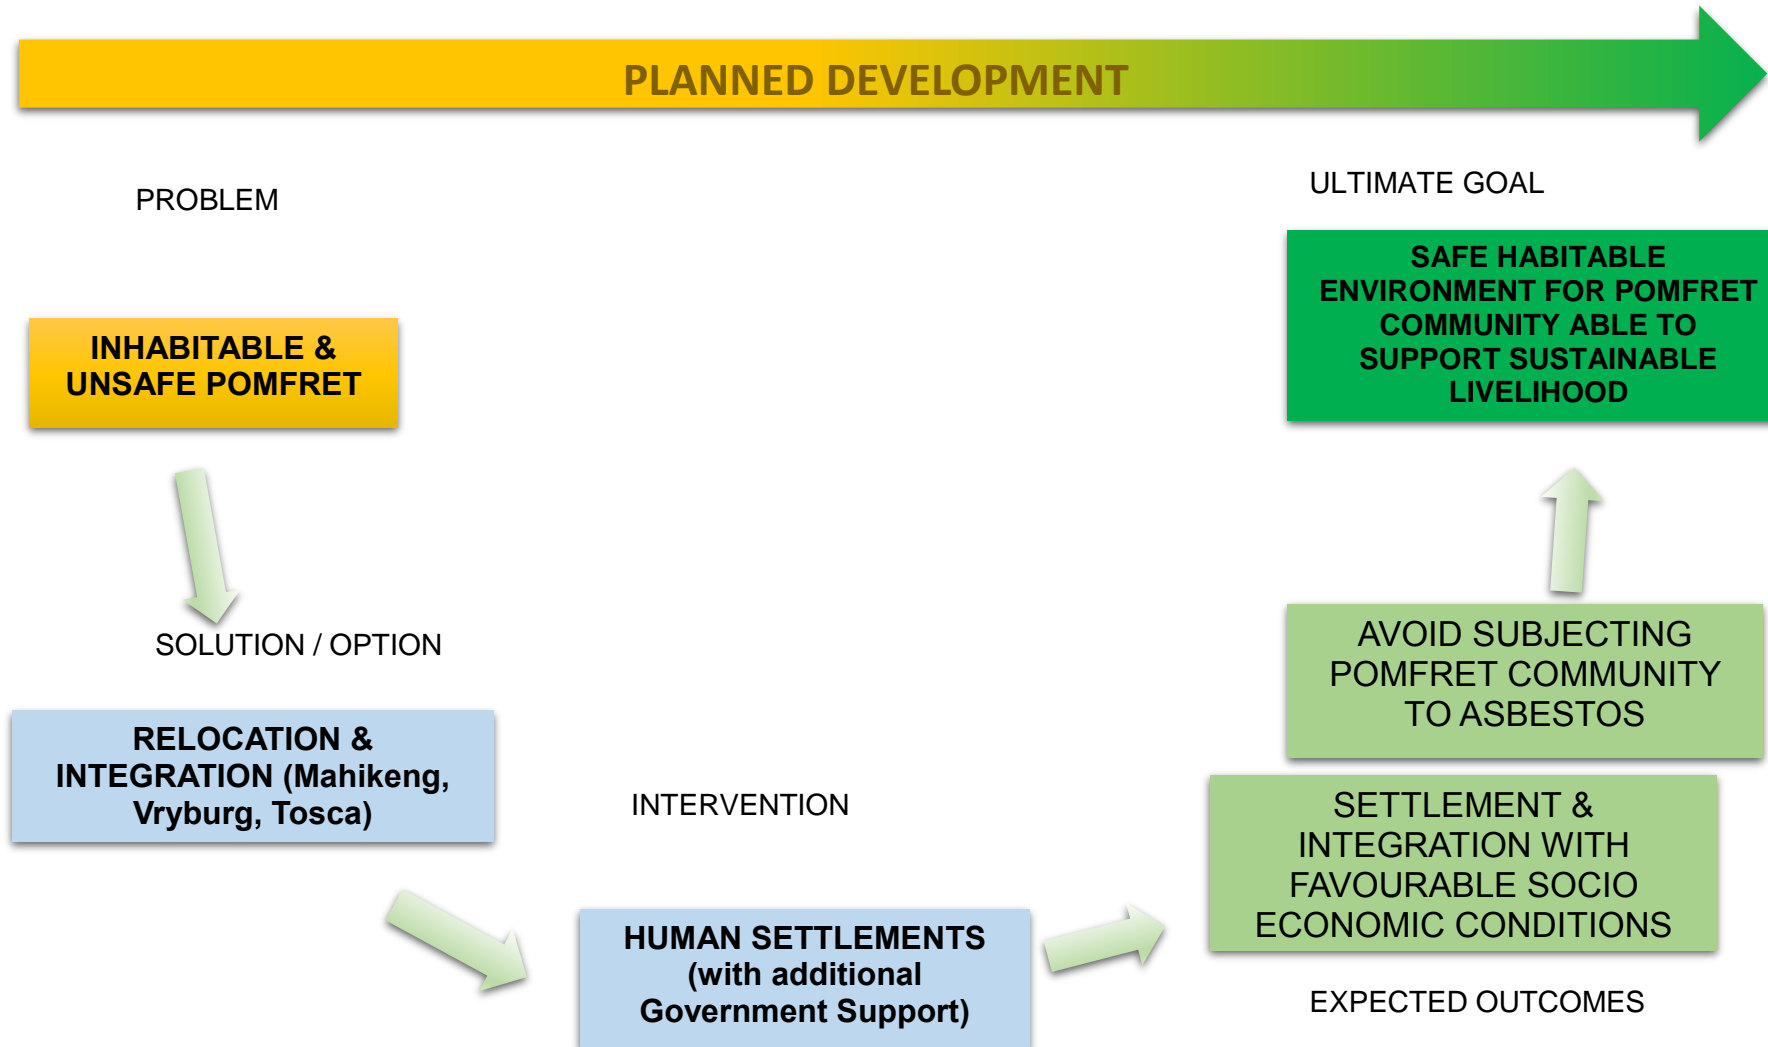 PLANNED DEVELOPMENT
PROBLEM
INHABITABLE &
UNSAFE POMFRET
SOLUTION / OPTION
RELOCATION &
INTEGRATION (Mahikeng,
Vryburg, Tosca)
INTERVENTION
HUMAN SETTLEMENTS
(with additional
Government Support)
ULTIMATE GOAL
SAFE HABITABLE
ENVIRONMENT FOR POMFRET
COMMUNITY ABLE TO
SUPPORT SUSTAINABLE
LIVELIHOOD
AVOID SUBJECTING
POMFRET COMMUNITY
TO ASBESTOS
SETTLEMENT &
INTEGRATION WITH
FAVOURABLE SOCIO
ECONOMIC CONDITIONS
EXPECTED OUTCOMES